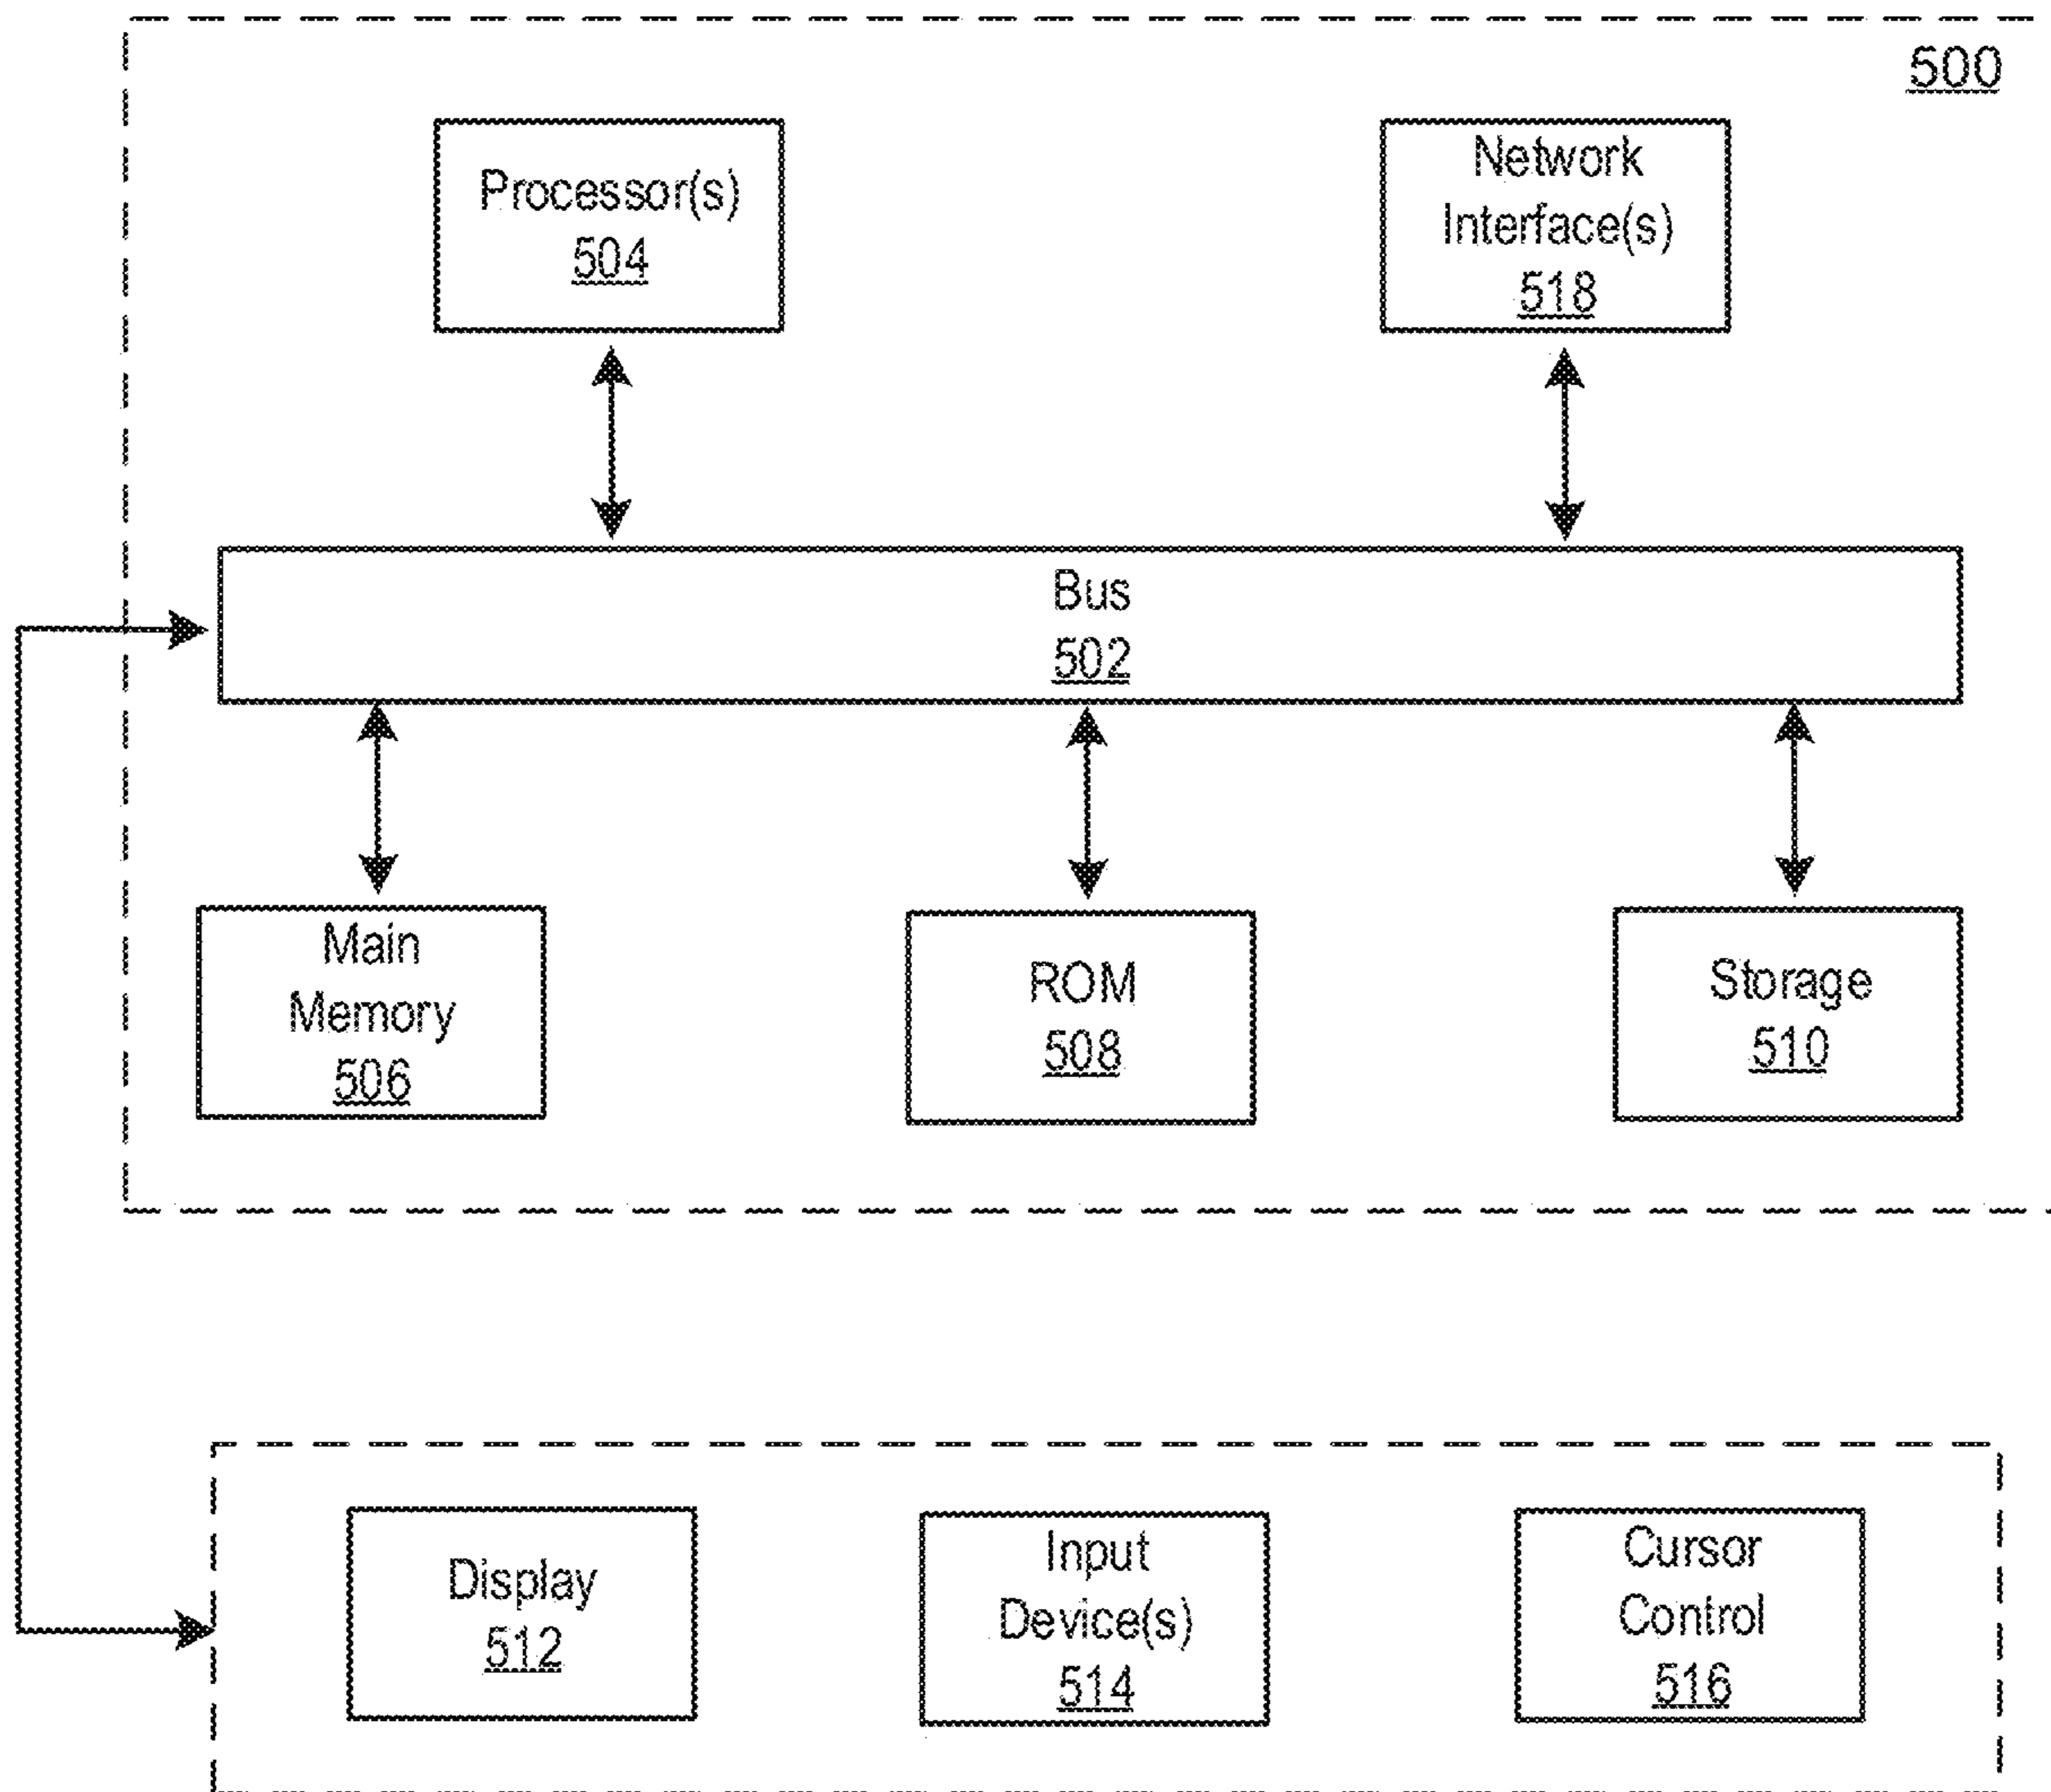 500
Processor(s)
504
Network
Interface(s)
518
Bus
502
Main
Memory
506
ROM
508
Storage
510
Display
512
Input
Device(s)
514
Cursor
Control
516